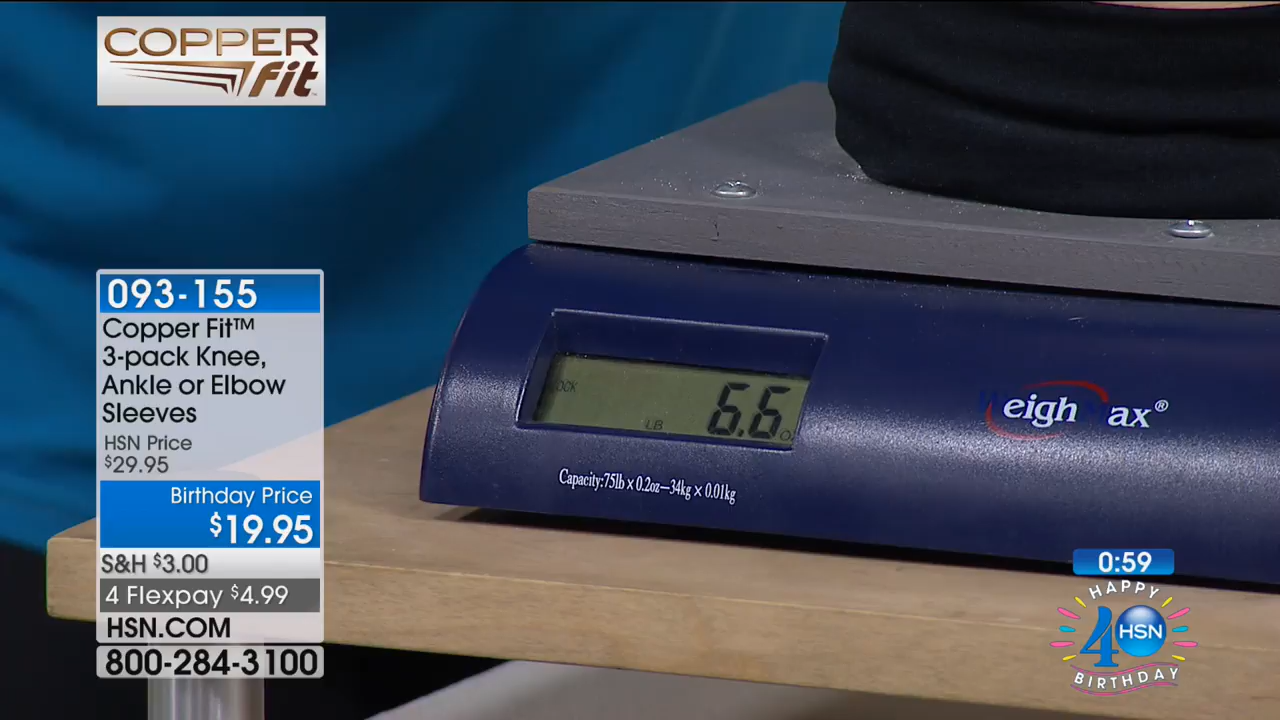 COPPER
fit™
093-155
Copper Fit™
3-pack Knee,
Ankle or Elbow
Sleeves
HSN Price
$29.95
Birthday Price
$19.95
S&H $3.00
4 Flexpay $4.99
HSN.COM
800-284-3100
LB
6.6
Capacity:75lb x 0.2oz—34kg x 0.01kg
WeighMax®
0:59
HAPPY
40
HSN
BIRTHDAY